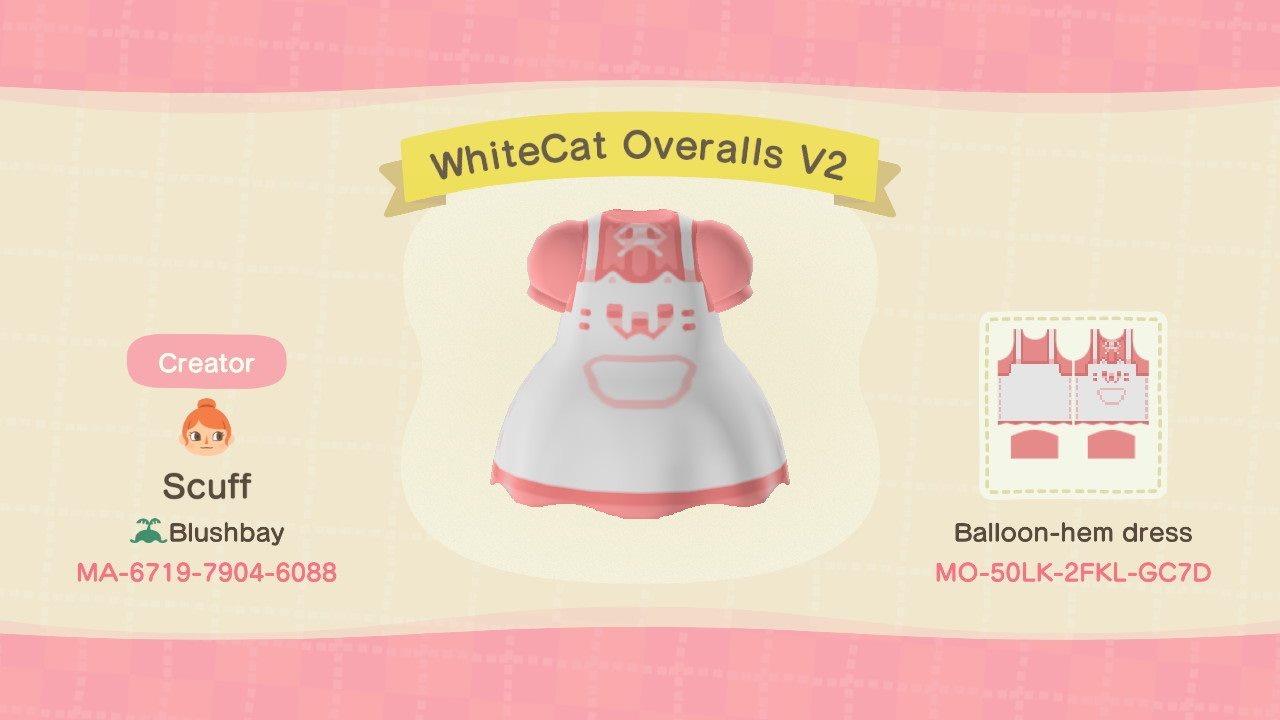 WhiteCat Overalls V2
Creator
Scuff
Blushbay
MA-6719-7904-6088
Balloon-hem dress
MO-50LK-2FKL-GC7D